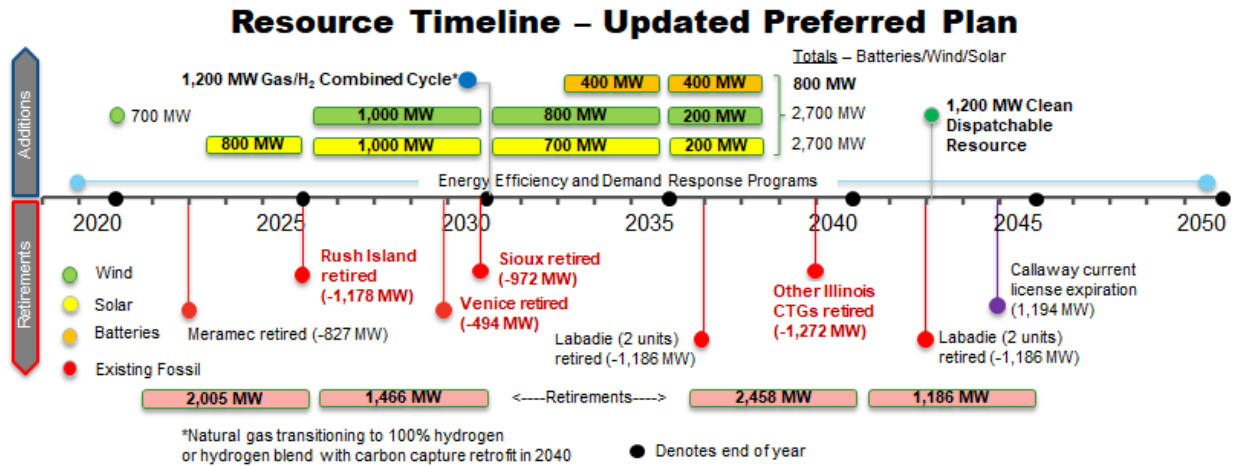 Resource Timeline – Updated Preferred Plan
Additions
Totals – Batteries/Wind/Solar
1,200 MW Gas/H₂ Combined Cycle*
400 MW
400 MW
800 MW
700 MW
1,000 MW
800 MW
200 MW
2,700 MW
1,200 MW Clean
Dispatchable
Resource
800 MW
1,000 MW
700 MW
200 MW
2,700 MW
Energy Efficiency and Demand Response Programs
2020
2025
2030
2035
2040
2045
2050
Retirements
Wind
Solar
Batteries
Existing Fossil
Meramec retired (-827 MW)
Rush Island
retired
(-1,178 MW)
Venice retired
(-494 MW)
Sioux retired
(-972 MW)
Labadie (2 units)
retired (-1,186 MW)
Other Illinois
CTGs retired
(-1,272 MW)
Callaway current
license expiration
(1,194 MW)
Labadie (2 units)
retired (-1,186 MW)
2,005 MW
1,466 MW
<----Retirements---->
2,458 MW
1,186 MW
*Natural gas transitioning to 100% hydrogen
or hydrogen blend with carbon capture retrofit in 2040
Denotes end of year